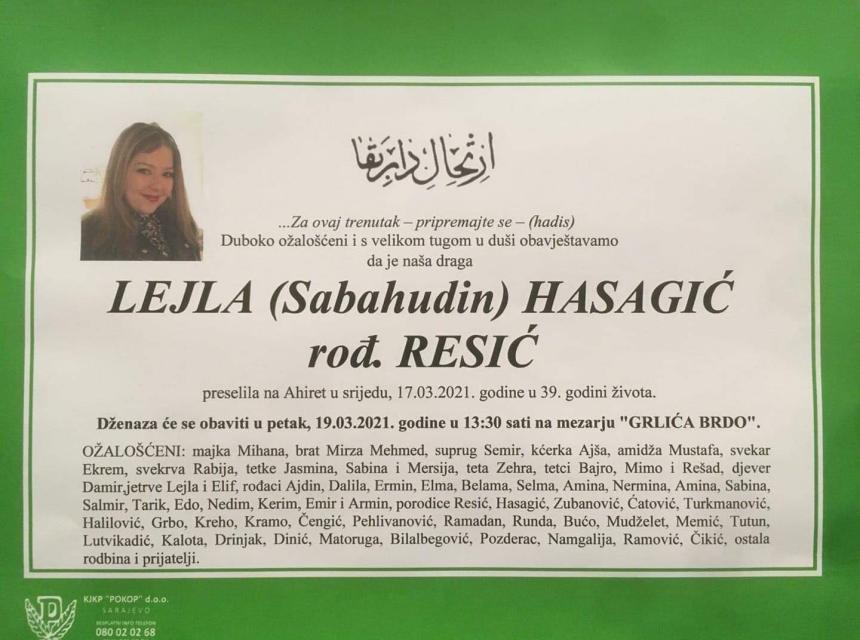 ارتحال دار بقا
...Za ovaj trenutak – pripremajte se – (hadis)
Duboko ožalošćeni i s velikom tugom u duši obavještavamo
da je naša draga
LEJLA (Sabahudin) HASAGIĆ
rođ. RESIĆ
preselila na Ahiret u srijedu, 17.03.2021. godine u 39. godini života.
Dženaza će se obaviti u petak, 19.03.2021. godine u 13:30 sati na mezarju "GRLIĆA BRDO".
OŽALOŠĆENI: majka Mihana, brat Mirza Mehmed, suprug Semir, kćerka Ajša, amidža Mustafa, svekar
Ekrem, svekrva Rabija, tetke Jasmina, Sabina i Mersija, teta Zehra, tetci Bajro, Mimo i Rešad, djever
Damir,jetrve Lejla i Elif, rođaci Ajdin, Dalila, Ermin, Elma, Belama, Selma, Amina, Nermina, Amina, Sabina,
Salmir, Tarik, Edo, Nedim, Kerim, Emir i Armin, porodice Resić, Hasagić, Zubanović, Ćatović, Turkmanović,
Halilović, Grbo, Kreho, Kramo, Čengić, Pehlivanović, Ramadan, Runda, Bućo, Mudželet, Memić, Tutun,
Lutvikadić, Kalota, Drinjak, Dinić, Matoruga, Bilalbegović, Pozderac, Namgalija, Ramović, Čikić, ostala
rodbina i prijatelji.
KJKP "POKOP" d.o.o.
SARAJEVO
BESPLATNI INFO TELEFON
080 02 02 68